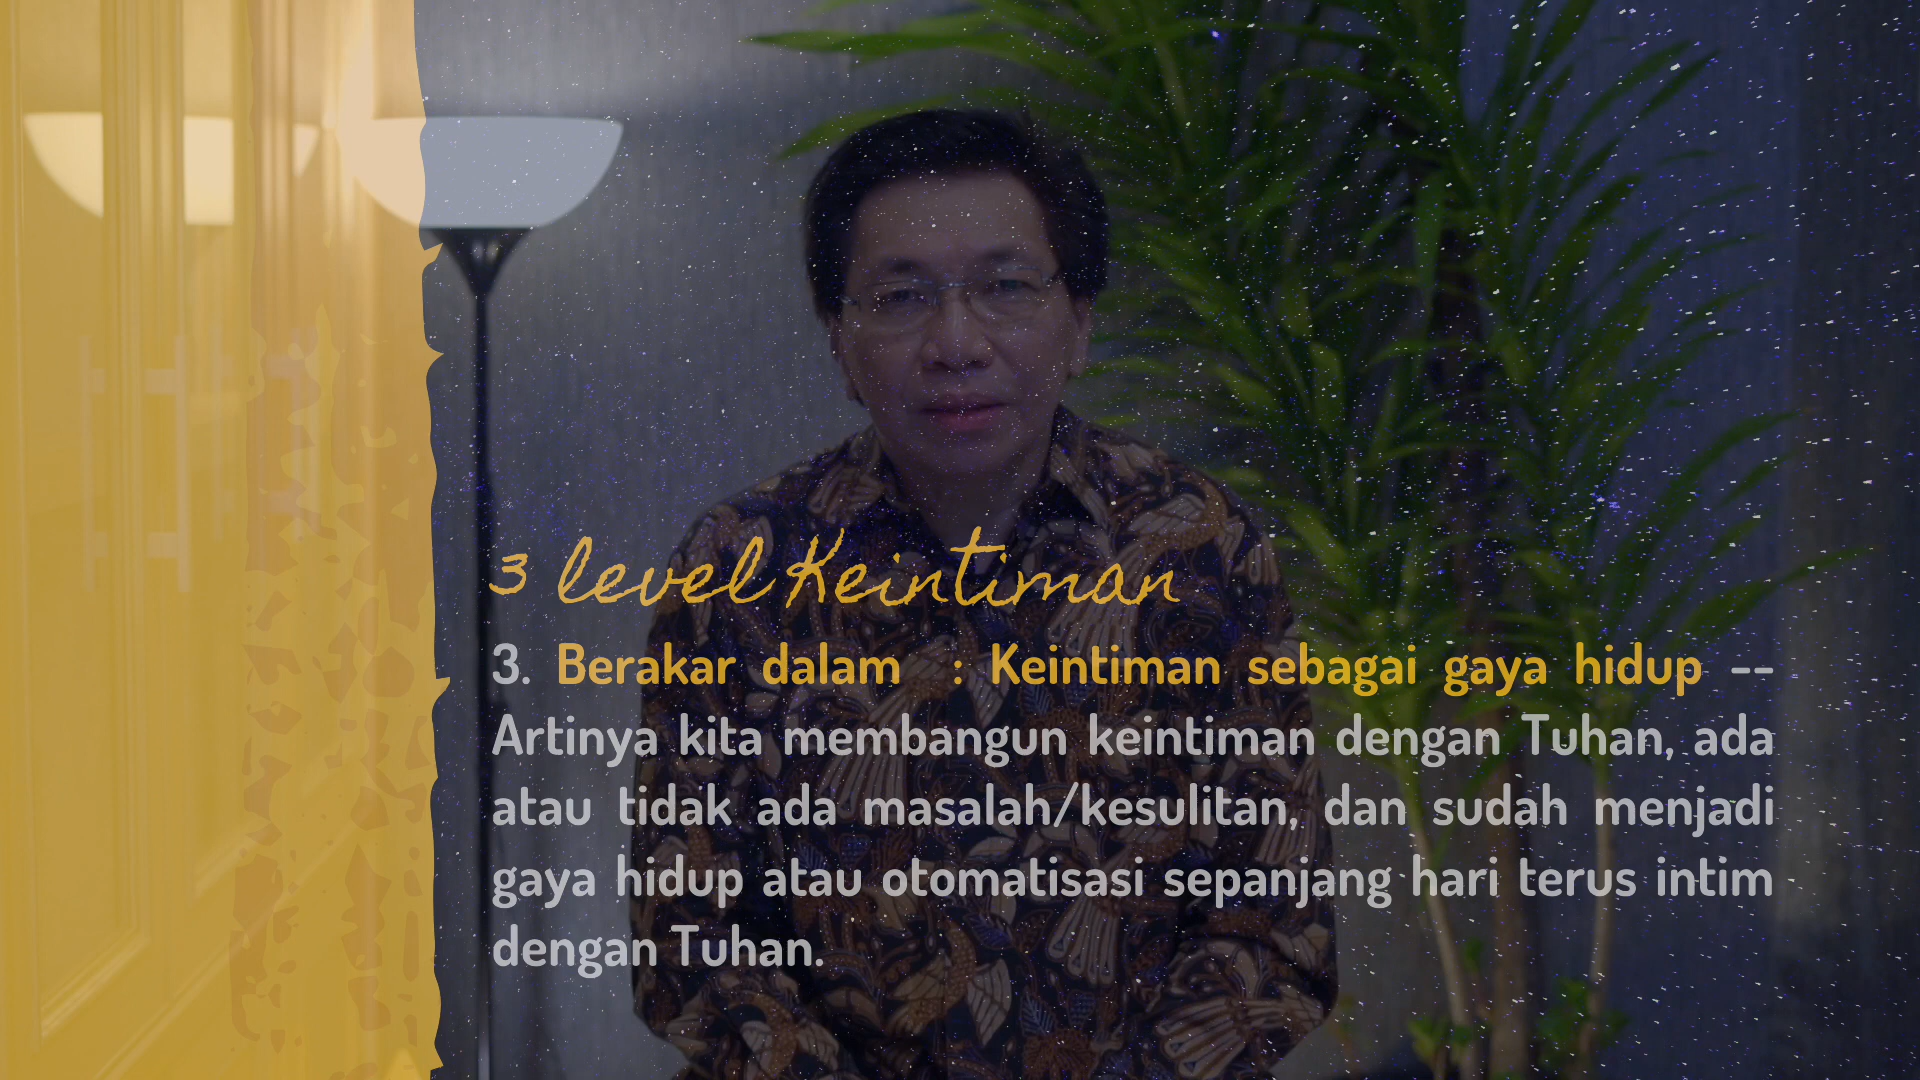 3 level Keintiman
3. Berakar dalam : Keintiman sebagai gaya hidup --
Artinya kita membangun keintiman dengan Tuhan, ada
atau tidak ada masalah/kesulitan, dan sudah menjadi
gaya hidup atau otomatisasi sepanjang hari terus intim
dengan Tuhan.